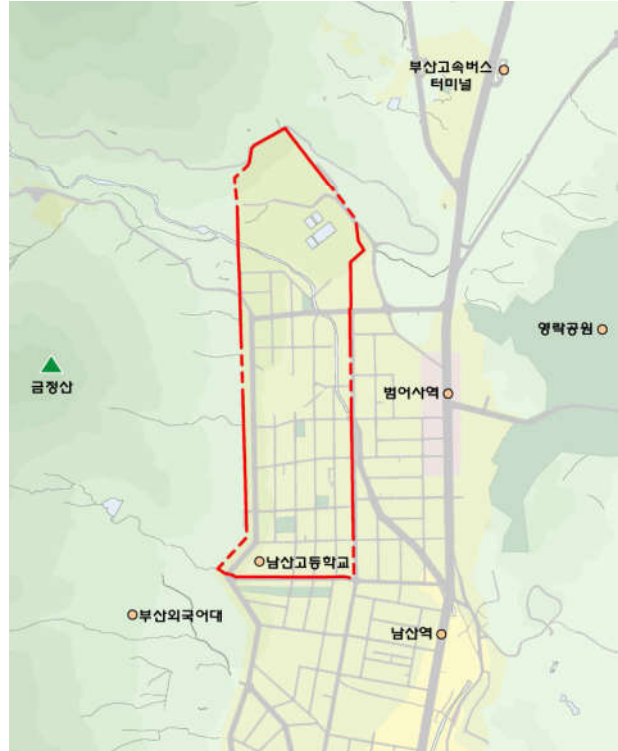 부산고속버스
터미널
영락공원
금정산
범어사역
남산고등학교
부산외국어대
남산역